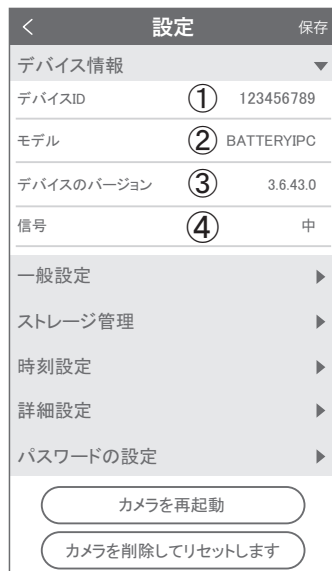 < 設定 保存
デバイス情報 ▼
デバイスID ① 123456789
モデル ② BATTERYIPC
デバイスのバージョン ③ 3.6.43.0
信号 ④ 中
一般設定 ▶
ストレージ管理 ▶
時刻設定 ▶
詳細設定 ▶
パスワードの設定 ▶
カメラを再起動
カメラを削除してリセットします